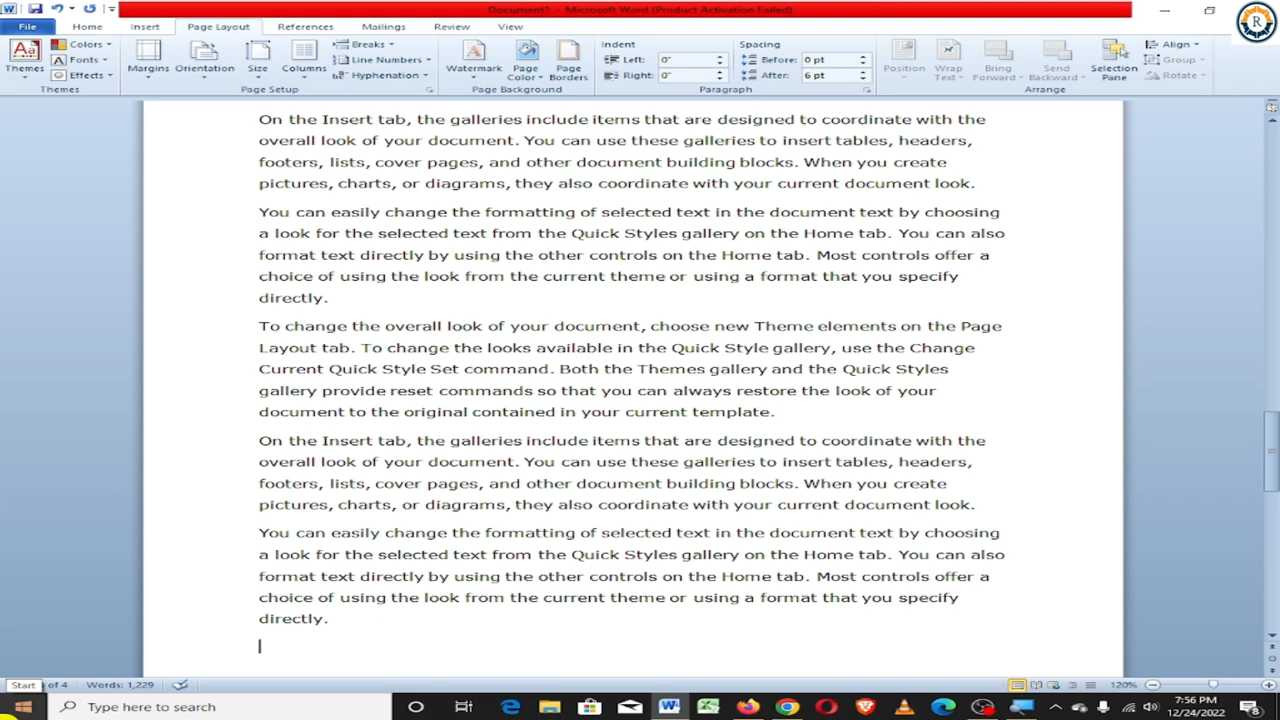 Document1 - Microsoft Word (Product Activation Failed)
File Home Insert Page Layout References Mailings Review View
Themes Colors Fonts Effects Margins Orientation Size Columns Breaks Line Numbers Hyphenation Watermark Page Color Page Borders Indent Left: 0" Right: 0" Spacing Before: 0 pt After: 6 pt Position Wrap Text Bring Forward Send Backward Selection Pane Align Group Rotate
Themes Page Setup Page Background Paragraph Arrange
R
On the Insert tab, the galleries include items that are designed to coordinate with the
overall look of your document. You can use these galleries to insert tables, headers,
footers, lists, cover pages, and other document building blocks. When you create
pictures, charts, or diagrams, they also coordinate with your current document look.
You can easily change the formatting of selected text in the document text by choosing
a look for the selected text from the Quick Styles gallery on the Home tab. You can also
format text directly by using the other controls on the Home tab. Most controls offer a
choice of using the look from the current theme or using a format that you specify
directly.
To change the overall look of your document, choose new Theme elements on the Page
Layout tab. To change the looks available in the Quick Style gallery, use the Change
Current Quick Style Set command. Both the Themes gallery and the Quick Styles
gallery provide reset commands so that you can always restore the look of your
document to the original contained in your current template.
On the Insert tab, the galleries include items that are designed to coordinate with the
overall look of your document. You can use these galleries to insert tables, headers,
footers, lists, cover pages, and other document building blocks. When you create
pictures, charts, or diagrams, they also coordinate with your current document look.
You can easily change the formatting of selected text in the document text by choosing
a look for the selected text from the Quick Styles gallery on the Home tab. You can also
format text directly by using the other controls on the Home tab. Most controls offer a
choice of using the look from the current theme or using a format that you specify
directly.
Start of 4 Words: 1,229 120%
Type here to search 7:56 PM
12/24/2022 8